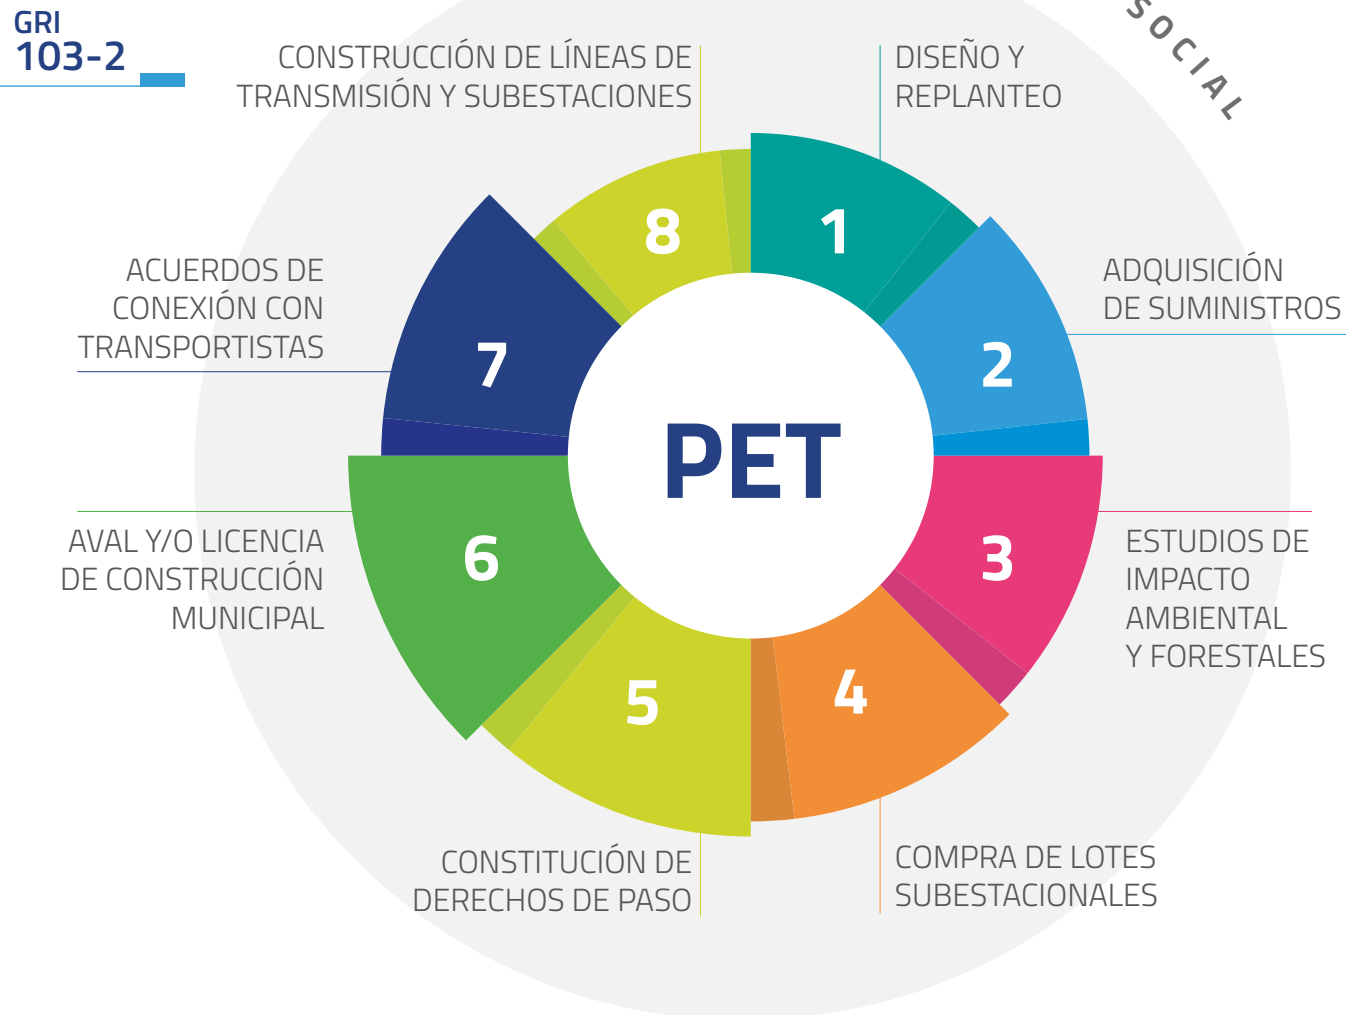 GRI
103-2
SOCIAL
CONSTRUCCIÓN DE LÍNEAS DE
TRANSMISIÓN Y SUBESTACIONES
DISEÑO Y
REPLANTEO
ADQUISICIÓN
DE SUMINISTROS
ACUERDOS DE
CONEXIÓN CON
TRANSPORTISTAS
8
1
7
2
PET
6
3
5
4
AVAL Y/O LICENCIA
DE CONSTRUCCIÓN
MUNICIPAL
ESTUDIOS DE
IMPACTO
AMBIENTAL
Y FORESTALES
CONSTITUCIÓN DE
DERECHOS DE PASO
COMPRA DE LOTES
SUBESTACIONALES